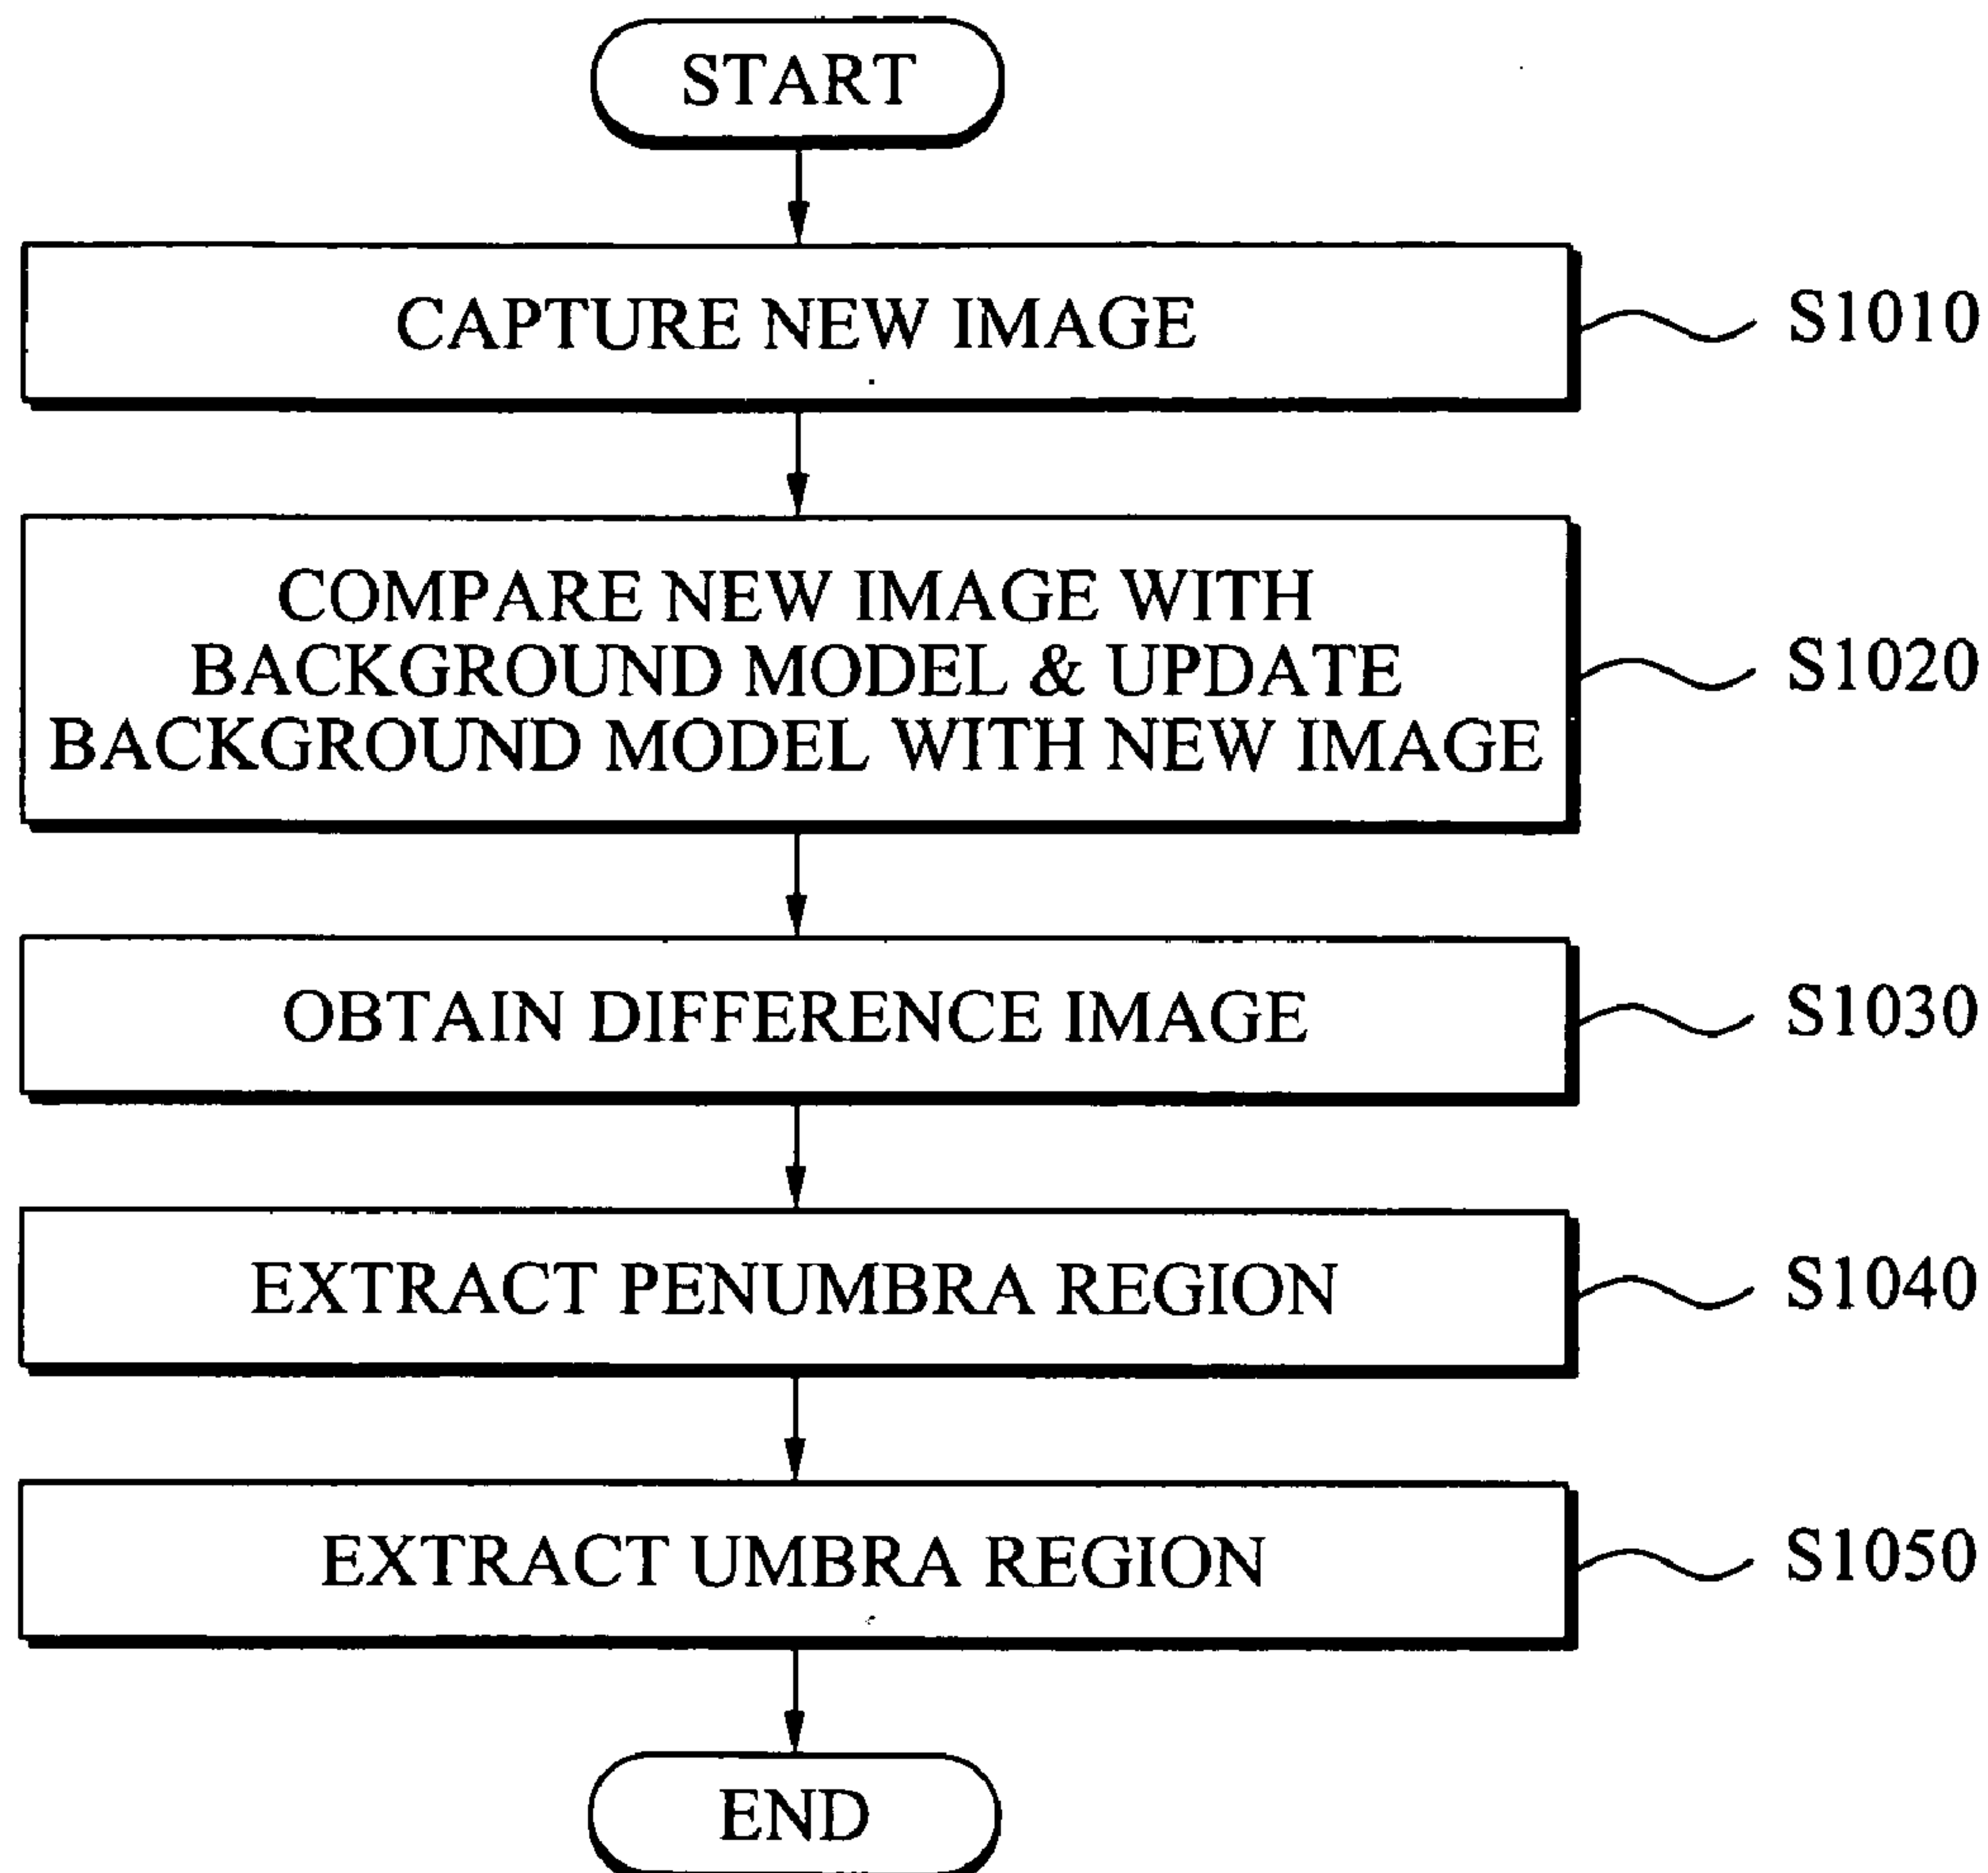 START
CAPTURE NEW IMAGE
S1010
COMPARE NEW IMAGE WITH
BACKGROUND MODEL & UPDATE
BACKGROUND MODEL WITH NEW IMAGE
S1020
OBTAIN DIFFERENCE IMAGE
S1030
EXTRACT PENUMBRA REGION
S1040
EXTRACT UMBRA REGION
S1050
END